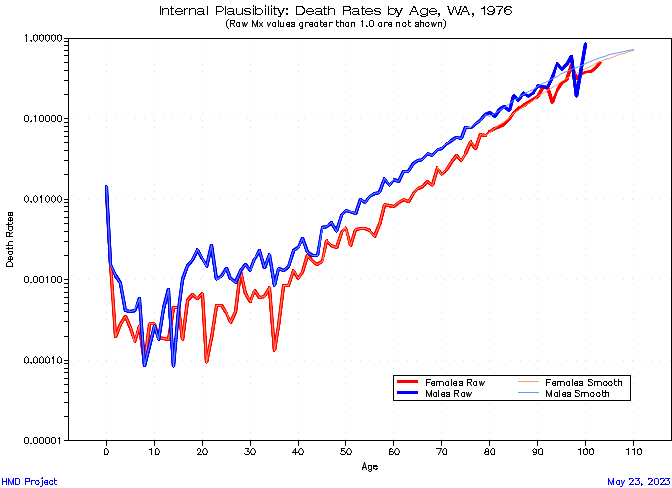 Internal Plausibility: Death Rates by Age, WA, 1976
(Raw Mx values greater than 1.0 are not shown)
1.00000
0.10000
0.01000
0.00100
0.00010
0.00001
Death Rates
0 10 20 30 40 50 60 70 80 90 100 110
Age
Females Raw Females Smooth
Males Raw Males Smooth
HMD Project May 23, 2023